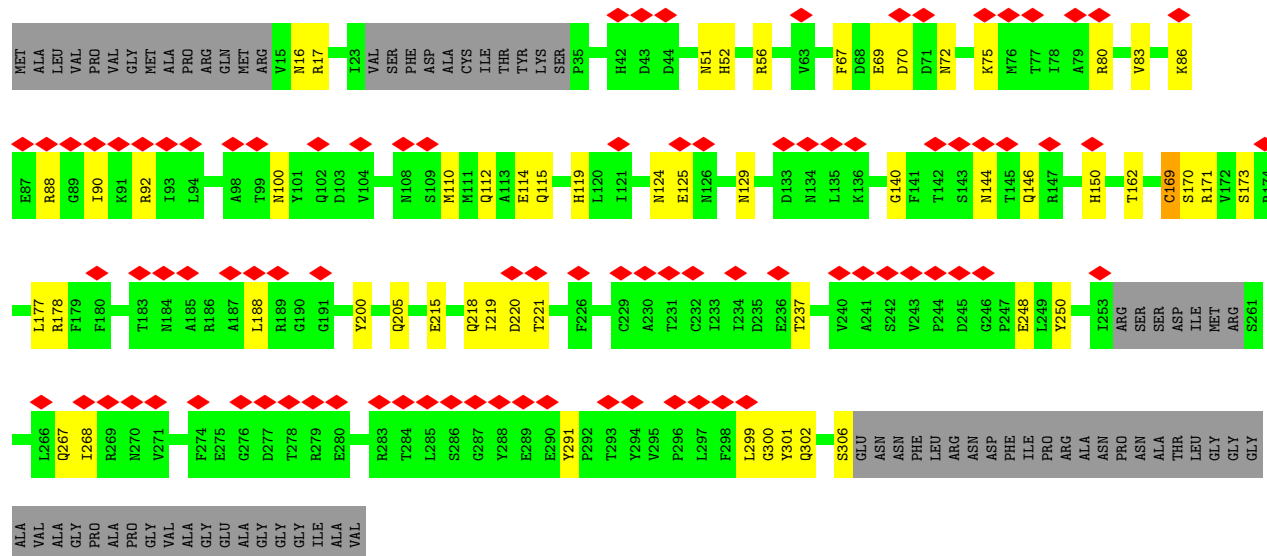 MET ALA LEU VAL PRO VAL GLY MET ALA PRO ARG GLN MET ARG V15 N16 R17 I23 VAL SER PHE ASP ALA CYS ILE THR TYR LYS SER P35 H42 D43 D44 N51 H52 R56 V63 F67 D68 E69 D70 D71 N72 K75 M76 T77 I78 A79 R80 V83 K86
E87 R88 G89 I90 K91 R92 I93 L94 A98 T99 N100 Y101 Q102 D103 V104 N108 S109 M110 M111 Q112 A113 E114 Q115 H119 L120 I121 N124 E125 N126 N129 D133 N134 L135 K136 G140 F141 T142 S143 N144 T145 Q146 R147 H150 T162 C169 S170 R171 V172 S173
L177 R178 F179 F180 T183 N184 A185 R186 A187 L188 R189 G190 G191 Y200 Q205 E215 Q218 I219 D220 T221 F226 C229 A230 T231 C232 I233 I234 D235 E236 T237 V240 A241 S242 V243 P244 D245 G246 P247 E248 L249 Y250 I253 ARG SER SER ASP ILE MET ARG S261
L266 Q267 I268 R269 N270 V271 F274 E275 G276 D277 T278 R279 E280 R283 T284 L285 S286 G287 Y288 E289 E290 Y291 P292 T293 Y294 V295 P296 L297 F298 L299 G300 Y301 Q302 S306 GLU ASN ASN PHE LEU ARG ASN ASP PHE ILE PRO ARG ALA ASN PRO ASN ALA THR LEU GLY GLY GLY
ALA VAL ALA GLY PRO ALA PRO GLY VAL ALA GLY GLU ALA GLY GLY GLY ILE ALA VAL